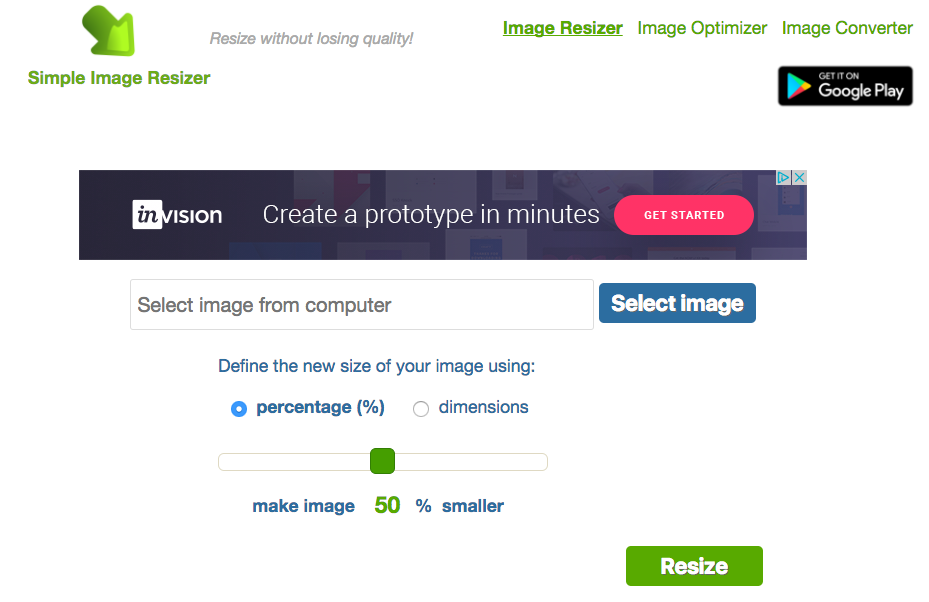 Resize without losing quality!
Image Resizer Image Optimizer Image Converter
Simple Image Resizer
GET IT ON
Google Play
inVISION Create a prototype in minutes GET STARTED
Select image from computer Select image
Define the new size of your image using:
percentage (%) dimensions
make image 50 % smaller
Resize